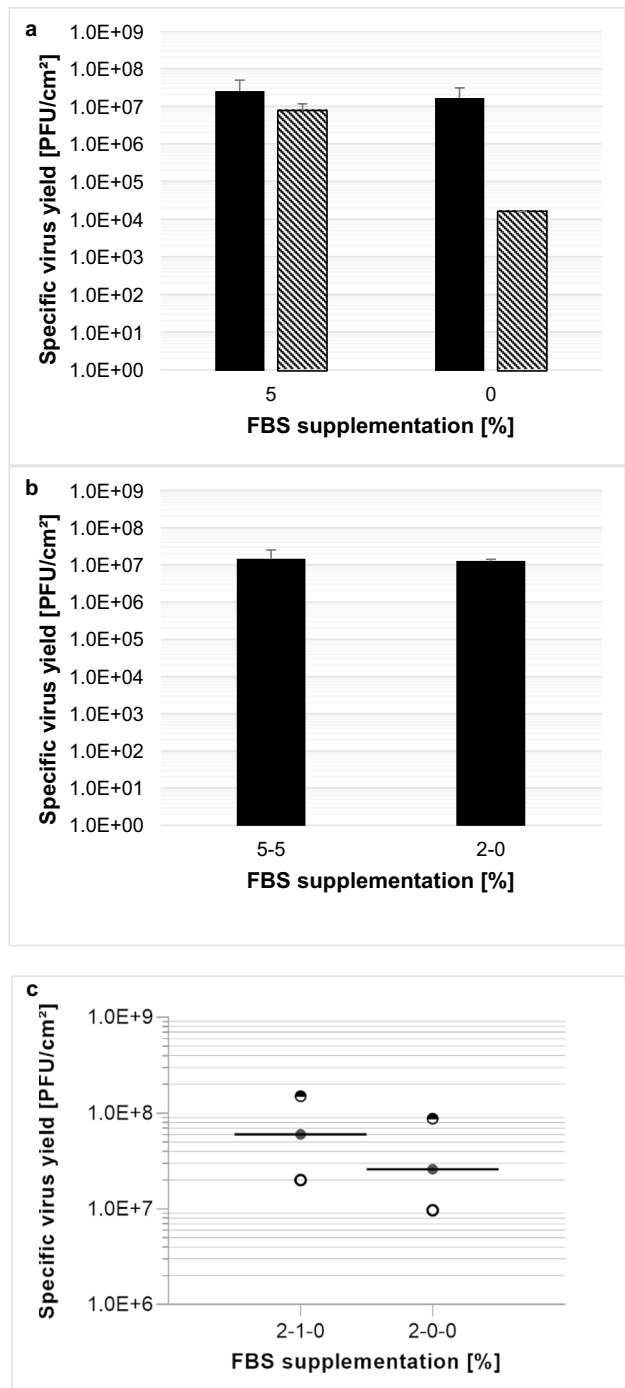 a
Specific virus yield [PFU/cm²]
1.0E+09
1.0E+08
1.0E+07
1.0E+06
1.0E+05
1.0E+04
1.0E+03
1.0E+02
1.0E+01
1.0E+00
5 0
FBS supplementation [%]
b
Specific virus yield [PFU/cm²]
1.0E+09
1.0E+08
1.0E+07
1.0E+06
1.0E+05
1.0E+04
1.0E+03
1.0E+02
1.0E+01
1.0E+00
5-5 2-0
FBS supplementation [%]
c
Specific virus yield [PFU/cm²]
1.0E+9
1.0E+8
1.0E+7
1.0E+6
2-1-0 2-0-0
FBS supplementation [%]